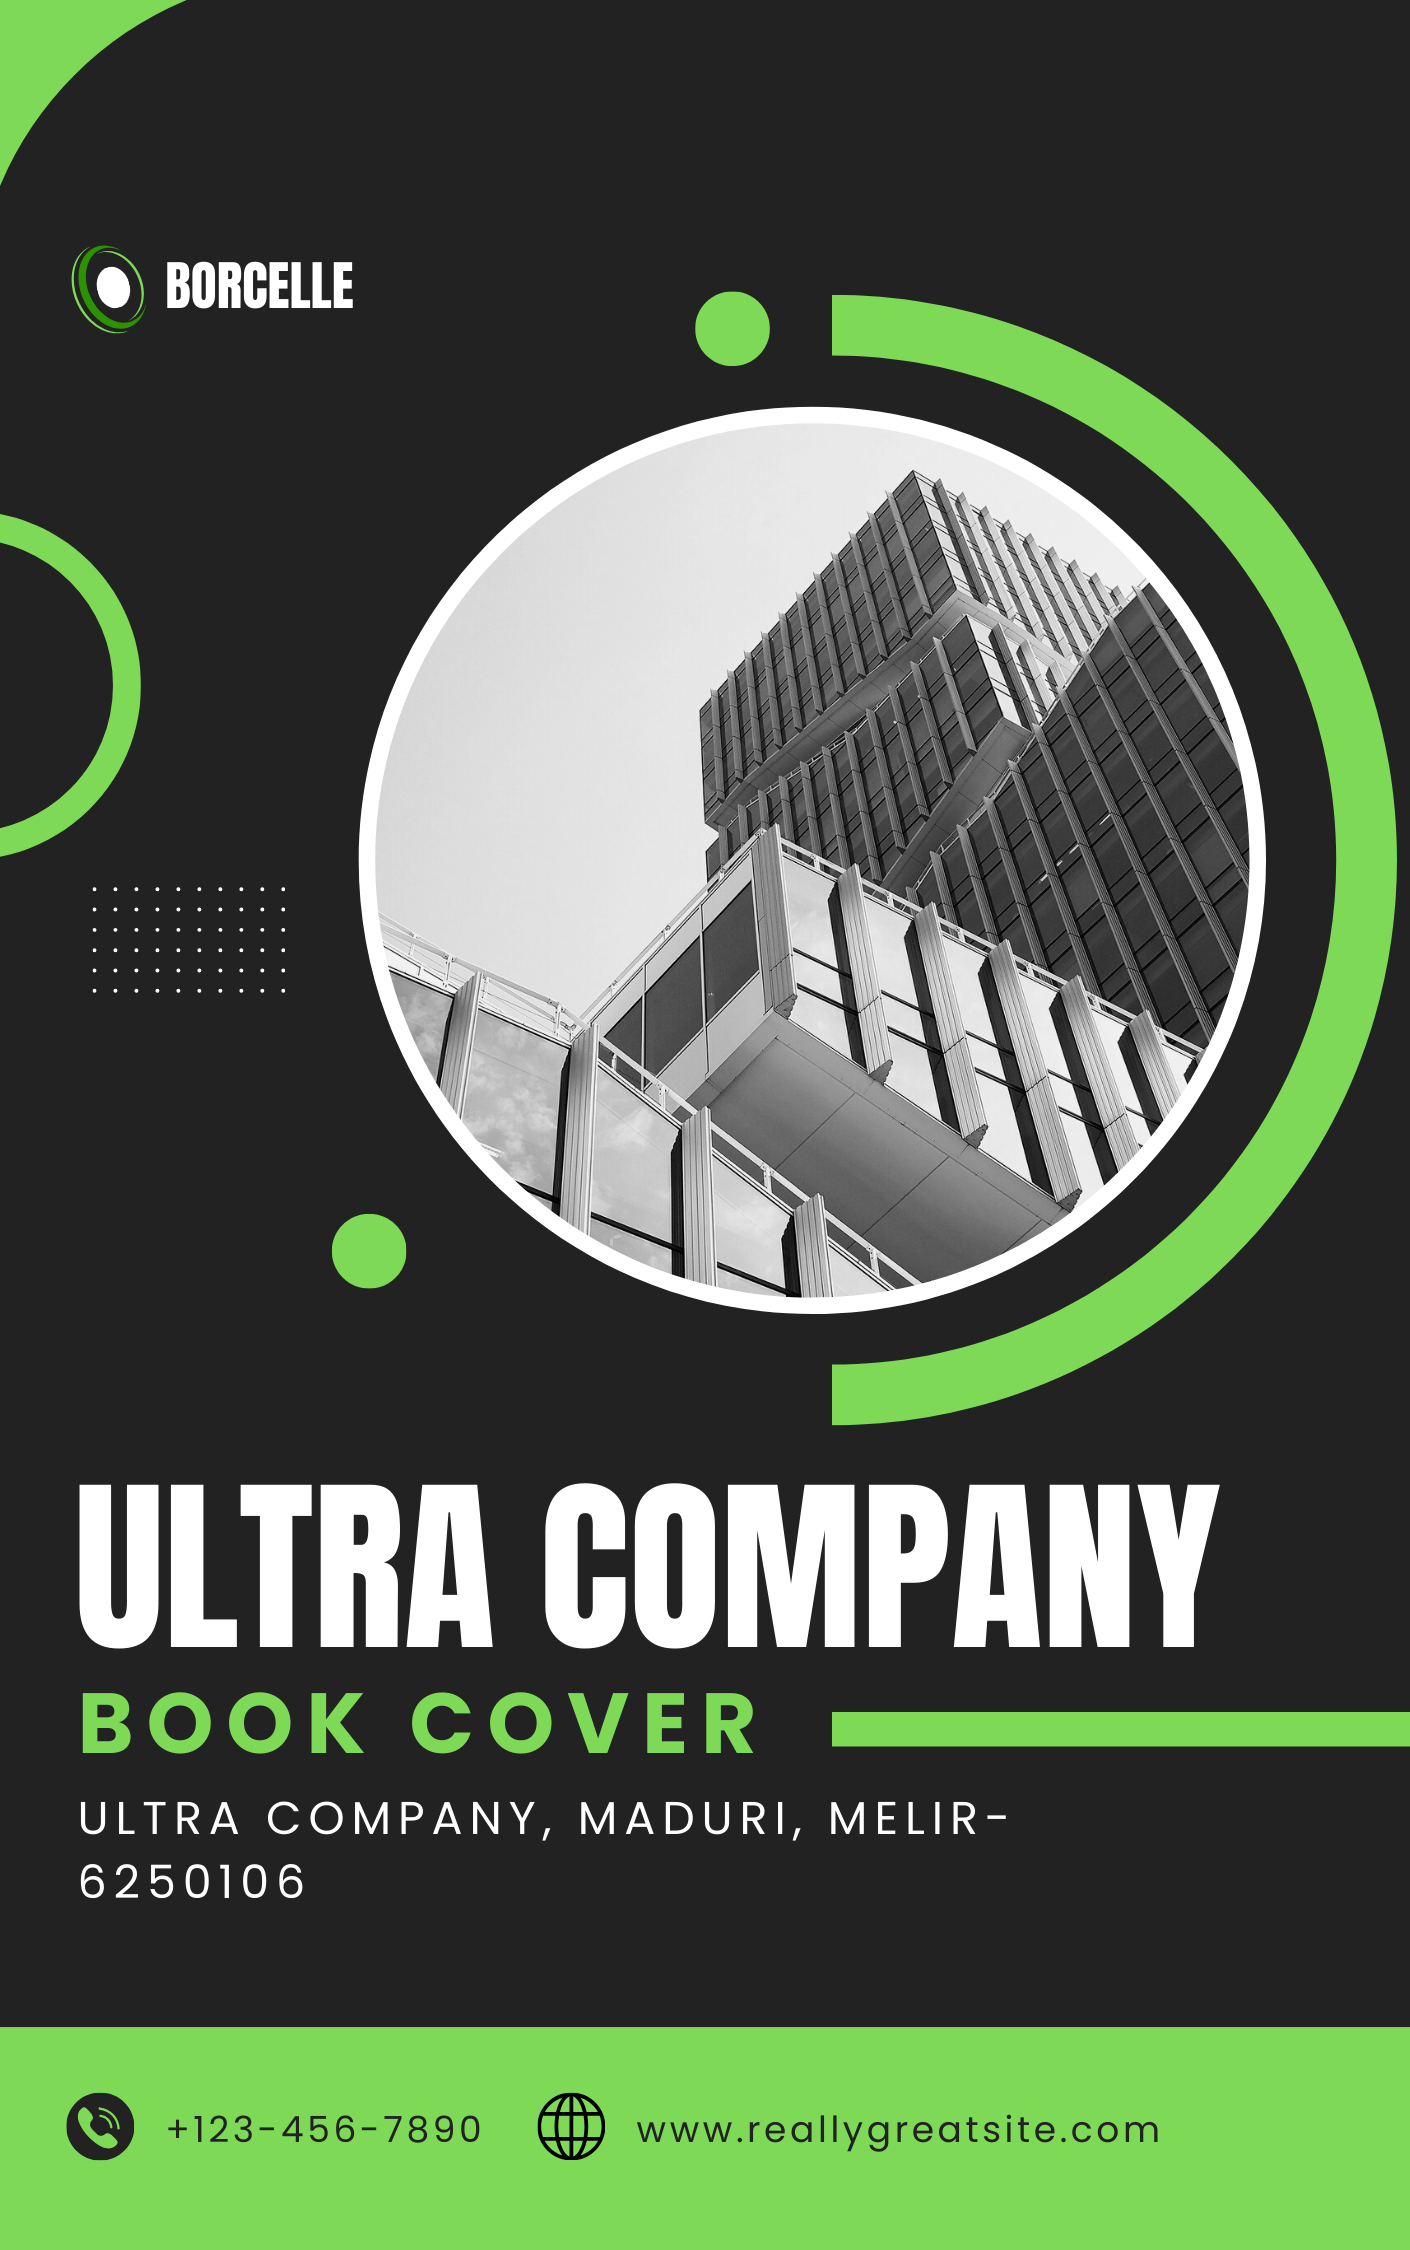 BORCELLE
ULTRA COMPANY
BOOK COVER
ULTRA COMPANY, MADURI, MELIR-
6250106
+123-456-7890
www.reallygreatsite.com